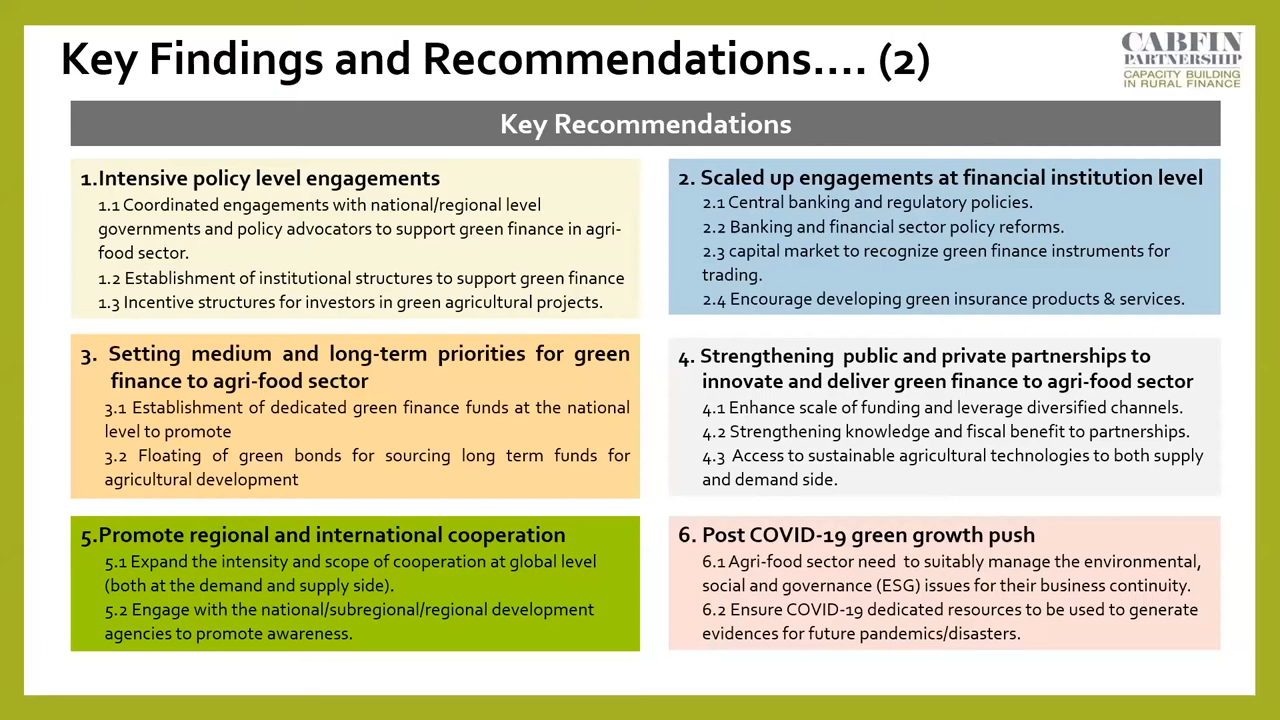 Key Findings and Recommendations.... (2)
CABFIN
PARTNERSHIP
CAPACITY BUILDING
IN RURAL FINANCE
Key Recommendations
1.Intensive policy level engagements
1.1 Coordinated engagements with national/regional level
governments and policy advocators to support green finance in agri-
food sector.
1.2 Establishment of institutional structures to support green finance
1.3 Incentive structures for investors in green agricultural projects.
2. Scaled up engagements at financial institution level
2.1 Central banking and regulatory policies.
2.2 Banking and financial sector policy reforms.
2.3 capital market to recognize green finance instruments for
trading.
2.4 Encourage developing green insurance products & services.
3. Setting medium and long-term priorities for green
finance to agri-food sector
3.1 Establishment of dedicated green finance funds at the national
level to promote
3.2 Floating of green bonds for sourcing long term funds for
agricultural development
4. Strengthening public and private partnerships to
innovate and deliver green finance to agri-food sector
4.1 Enhance scale of funding and leverage diversified channels.
4.2 Strengthening knowledge and fiscal benefit to partnerships.
4.3 Access to sustainable agricultural technologies to both supply
and demand side.
5.Promote regional and international cooperation
5.1 Expand the intensity and scope of cooperation at global level
(both at the demand and supply side).
5.2 Engage with the national/subregional/regional development
agencies to promote awareness.
6. Post COVID-19 green growth push
6.1 Agri-food sector need to suitably manage the environmental,
social and governance (ESG) issues for their business continuity.
6.2 Ensure COVID-19 dedicated resources to be used to generate
evidences for future pandemics/disasters.